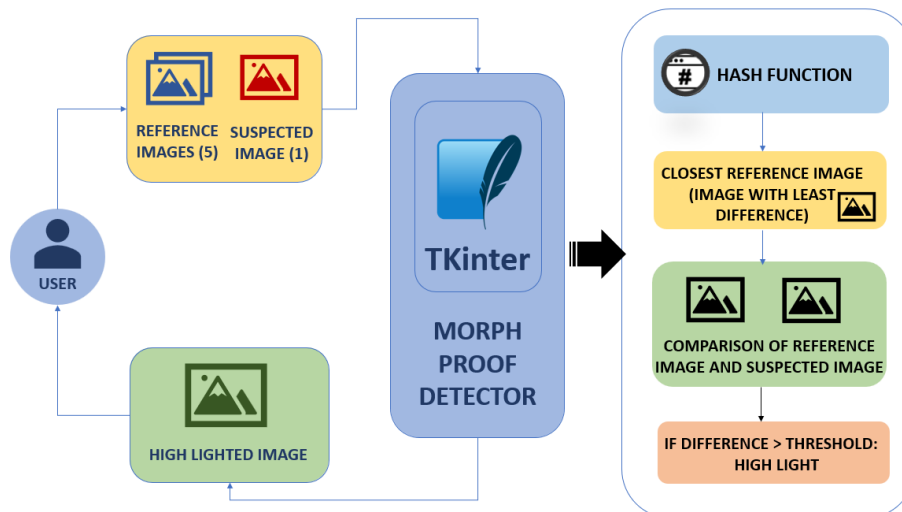 REFERENCE
IMAGES (5)
SUSPECTED
IMAGE (1)
USER
HIGH LIGHTED IMAGE
TKinter
MORPH
PROOF
DETECTOR
#
HASH FUNCTION
CLOSEST REFERENCE IMAGE
(IMAGE WITH LEAST
DIFFERENCE)
COMPARISON OF REFERENCE
IMAGE AND SUSPECTED IMAGE
IF DIFFERENCE > THRESHOLD:
HIGH LIGHT